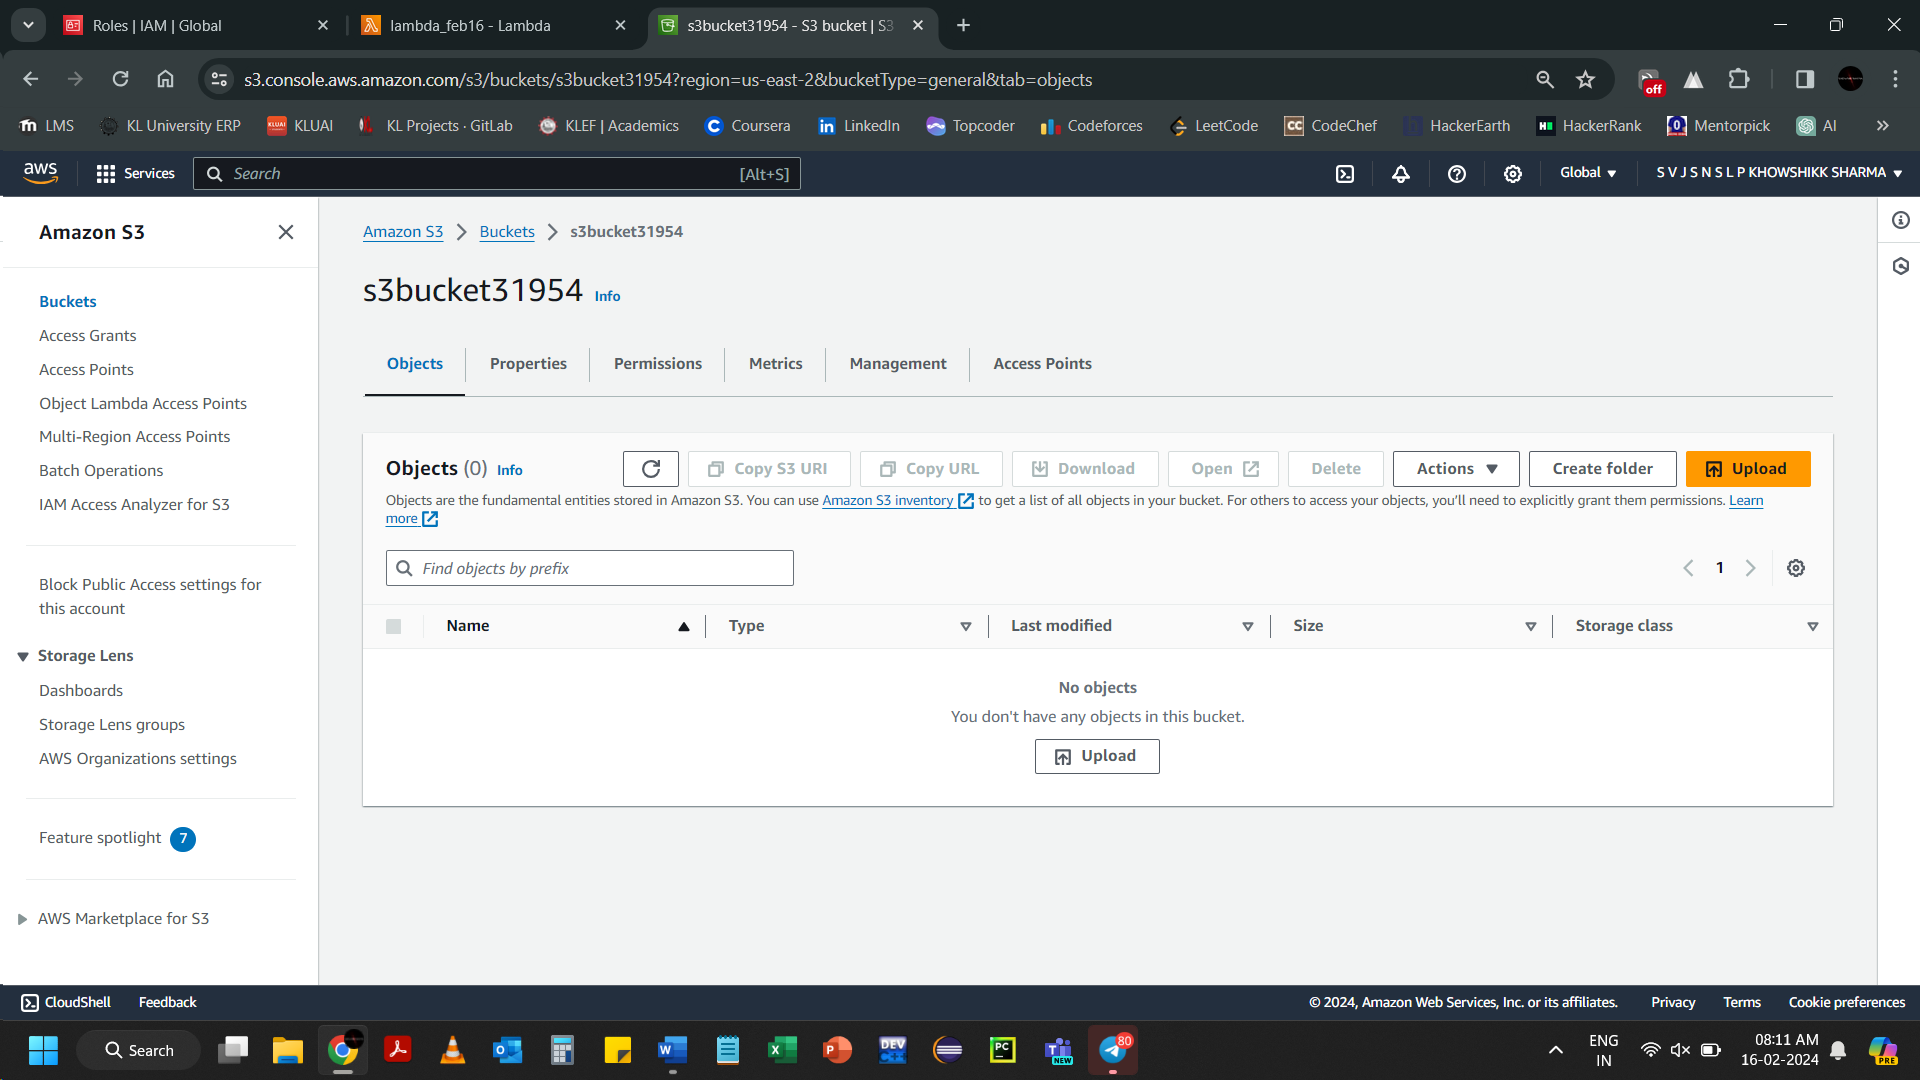 Roles | IAM | Global
lambda_feb16 - Lambda
s3bucket31954 - S3 bucket | S3
s3.console.aws.amazon.com/s3/buckets/s3bucket31954?region=us-east-2&bucketType=general&tab=objects
off
LMS
KL University ERP
KLUAI
KL Projects · GitLab
KLEF | Academics
Coursera
LinkedIn
Topcoder
Codeforces
LeetCode
CodeChef
HackerEarth
HackerRank
Mentorpick
AI
aws
Services
Search
[Alt+S]
Global
S V J S N S L P KHOWSHIKK SHARMA
Amazon S3
Buckets
Access Grants
Access Points
Object Lambda Access Points
Multi-Region Access Points
Batch Operations
IAM Access Analyzer for S3
Block Public Access settings for
this account
Storage Lens
Dashboards
Storage Lens groups
AWS Organizations settings
Feature spotlight 7
AWS Marketplace for S3
Amazon S3 > Buckets > s3bucket31954
s3bucket31954 Info
Objects
Properties
Permissions
Metrics
Management
Access Points
Objects (0) Info
Copy S3 URI
Copy URL
Download
Open
Delete
Actions
Create folder
Upload
Objects are the fundamental entities stored in Amazon S3. You can use Amazon S3 inventory to get a list of all objects in your bucket. For others to access your objects, you'll need to explicitly grant them permissions. Learn
more
Find objects by prefix
1
Name
Type
Last modified
Size
Storage class
No objects
You don't have any objects in this bucket.
Upload
CloudShell
Feedback
© 2024, Amazon Web Services, Inc. or its affiliates.
Privacy
Terms
Cookie preferences
Search
DEV
PC
NEW
80
ENG
IN
08:11 AM
16-02-2024
PRE